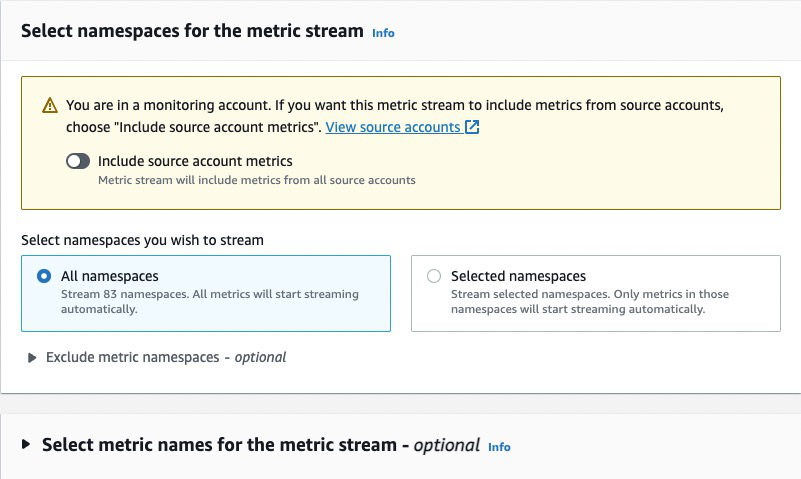 Select namespaces for the metric stream Info
You are in a monitoring account. If you want this metric stream to include metrics from source accounts,
choose "Include source account metrics". View source accounts
Include source account metrics
Metric stream will include metrics from all source accounts
Select namespaces you wish to stream
All namespaces
Stream 83 namespaces. All metrics will start streaming
automatically.
Selected namespaces
Stream selected namespaces. Only metrics in those
namespaces will start streaming automatically.
Exclude metric namespaces - optional
Select metric names for the metric stream - optional Info